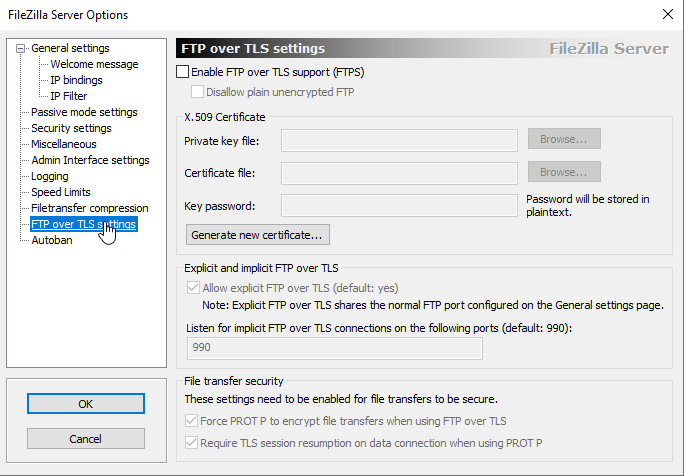 FileZilla Server Options
General settings
Welcome message
IP bindings
IP Filter
Passive mode settings
Security settings
Miscellaneous
Admin Interface settings
Logging
Speed Limits
Filetransfer compression
FTP over TLS settings
Autoban
OK
Cancel
FTP over TLS settings
FileZilla Server
Enable FTP over TLS support (FTPS)
Disallow plain unencrypted FTP
X.509 Certificate
Private key file:
Browse...
Certificate file:
Browse...
Key password:
Password will be stored in
plaintext.
Generate new certificate...
Explicit and implicit FTP over TLS
Allow explicit FTP over TLS (default: yes)
Note: Explicit FTP over TLS shares the normal FTP port configured on the General settings page.
Listen for implicit FTP over TLS connections on the following ports (default: 990):
990
File transfer security
These settings need to be enabled for file transfers to be secure.
Force PROT P to encrypt file transfers when using FTP over TLS
Require TLS session resumption on data connection when using PROT P